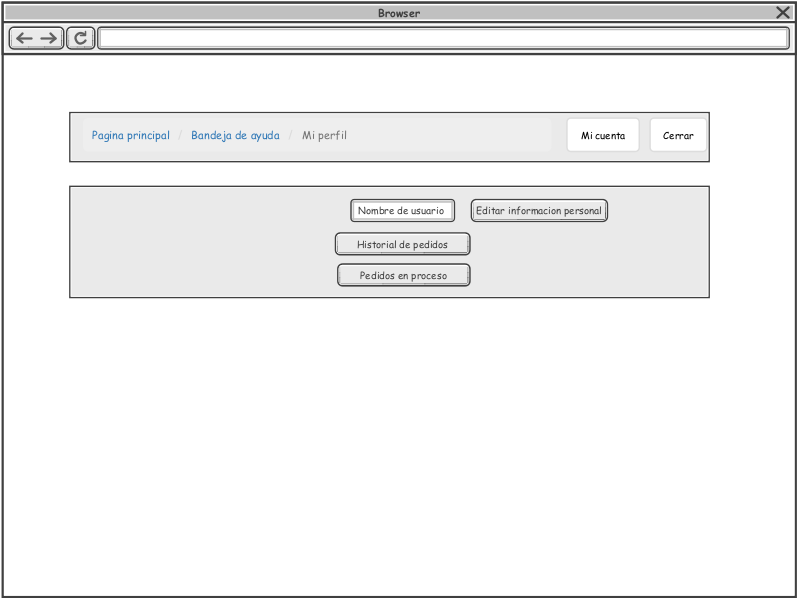 Browser
Pagina principal / Bandeja de ayuda / Mi perfil
Mi cuenta
Cerrar
Nombre de usuario
Editar informacion personal
Historial de pedidos
Pedidos en proceso